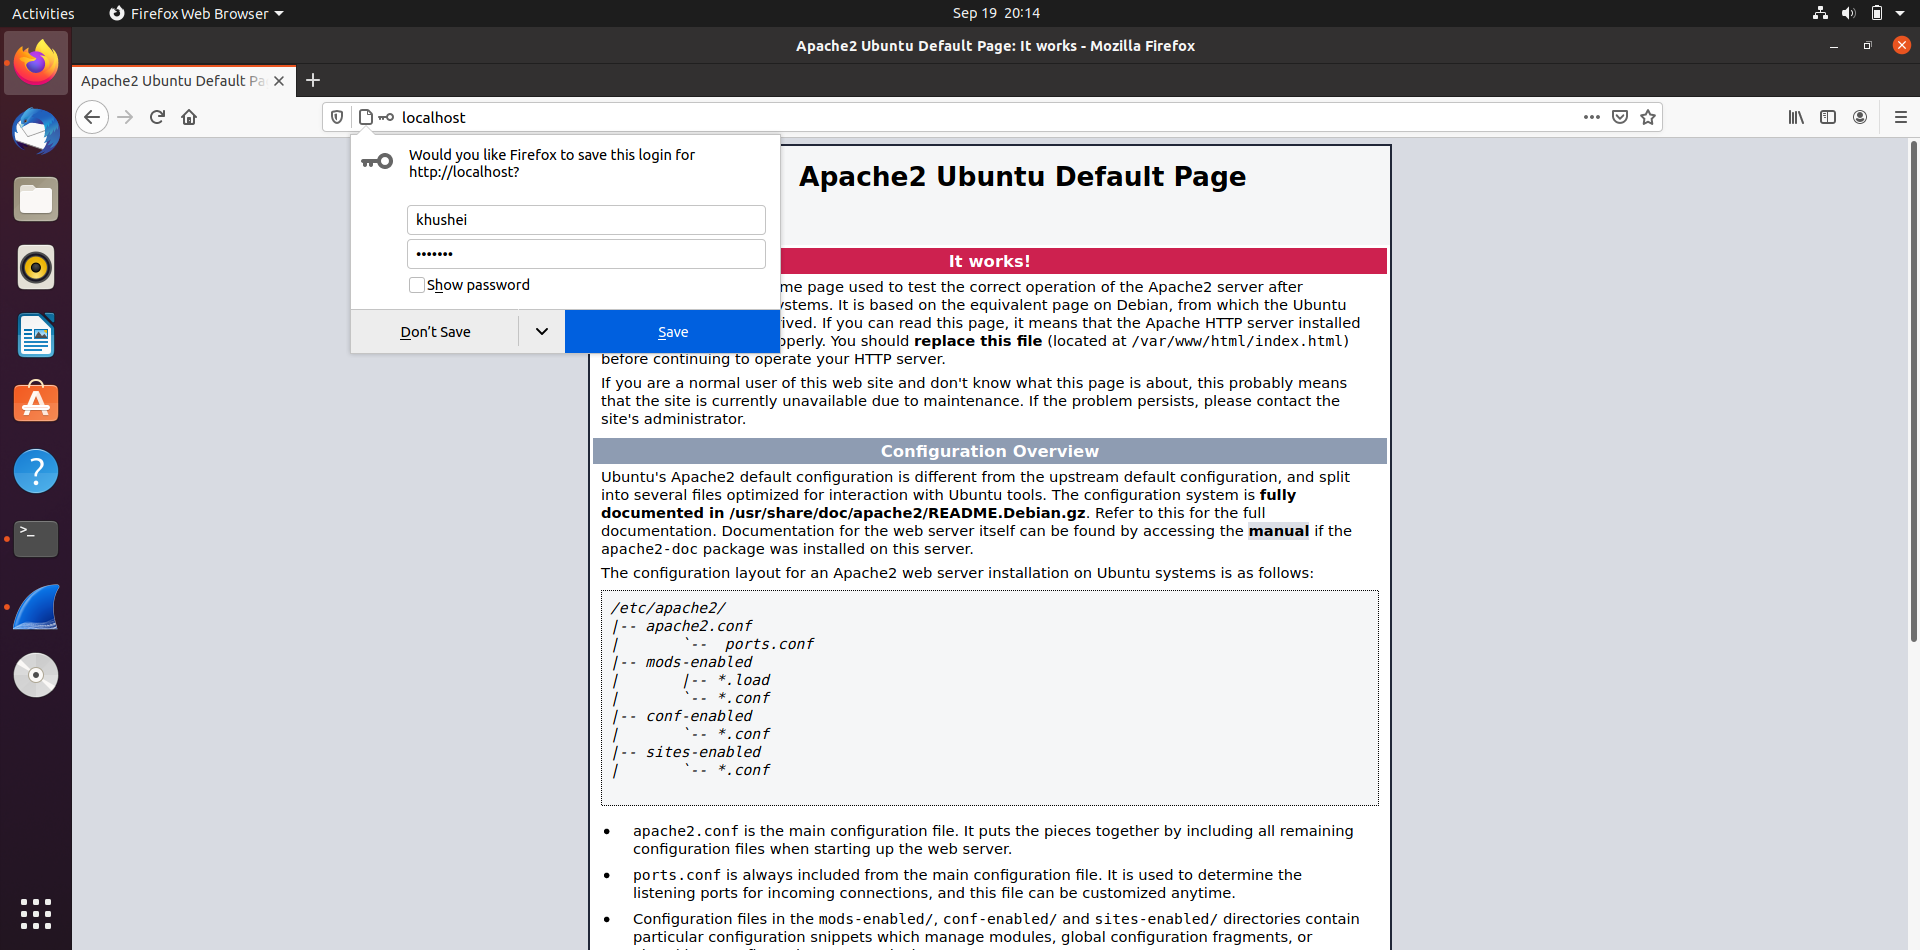 Activities
Firefox Web Browser
Sep 19 20:14
Apache2 Ubuntu Default Page: It works - Mozilla Firefox
Apache2 Ubuntu Default Pa
localhost
Would you like Firefox to save this login for
http://localhost?
khushei
•••••••
Show password
Don’t Save
Save
Apache2 Ubuntu Default Page
It works!
me page used to test the correct operation of the Apache2 server after
ystems. It is based on the equivalent page on Debian, from which the Ubuntu
ived. If you can read this page, it means that the Apache HTTP server installed
operly. You should replace this file (located at /var/www/html/index.html)
before continuing to operate your HTTP server.
If you are a normal user of this web site and don't know what this page is about, this probably means
that the site is currently unavailable due to maintenance. If the problem persists, please contact the
site's administrator.
Configuration Overview
Ubuntu's Apache2 default configuration is different from the upstream default configuration, and split
into several files optimized for interaction with Ubuntu tools. The configuration system is fully
documented in /usr/share/doc/apache2/README.Debian.gz. Refer to this for the full
documentation. Documentation for the web server itself can be found by accessing the manual if the
apache2-doc package was installed on this server.
The configuration layout for an Apache2 web server installation on Ubuntu systems is as follows:
/etc/apache2/
|-- apache2.conf
|       `--  ports.conf
|-- mods-enabled
|       |-- *.load
|       `-- *.conf
|-- conf-enabled
|       `-- *.conf
|-- sites-enabled
|       `-- *.conf
• apache2.conf is the main configuration file. It puts the pieces together by including all remaining
configuration files when starting up the web server.
• ports.conf is always included from the main configuration file. It is used to determine the
listening ports for incoming connections, and this file can be customized anytime.
• Configuration files in the mods-enabled/, conf-enabled/ and sites-enabled/ directories contain
particular configuration snippets which manage modules, global configuration fragments, or